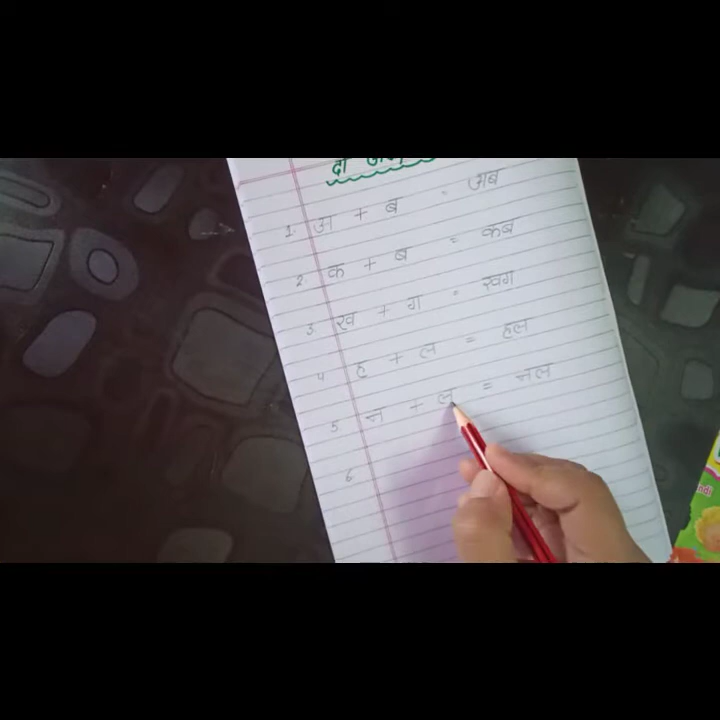 दो
1. अ + ब = अब
2 क + ब = कब
3 ख + ग = खग
4 ह + ल = हल
5 न + ल = नल
6